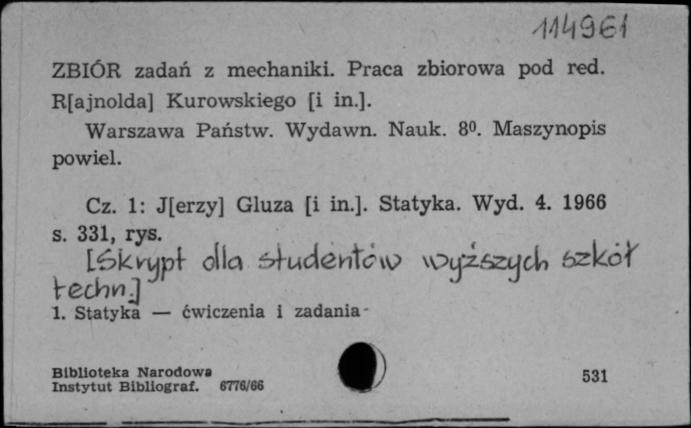 114961
ZBIÓR zadań z mechaniki. Praca zbiorowa pod red.
R[ajnolda] Kurowskiego [i in.].
Warszawa Państw. Wydawn. Nauk. 8⁰. Maszynopis
powiel.
Cz. 1: J[erzy] Gluza [i in.]. Statyka. Wyd. 4. 1966
s. 331, rys.
[Skrypt dla studentów wyższych szkół
techn.]
1. Statyka — ćwiczenia i zadania
Biblioteka Narodowa
Instytut Bibliograf. 6776/66
531